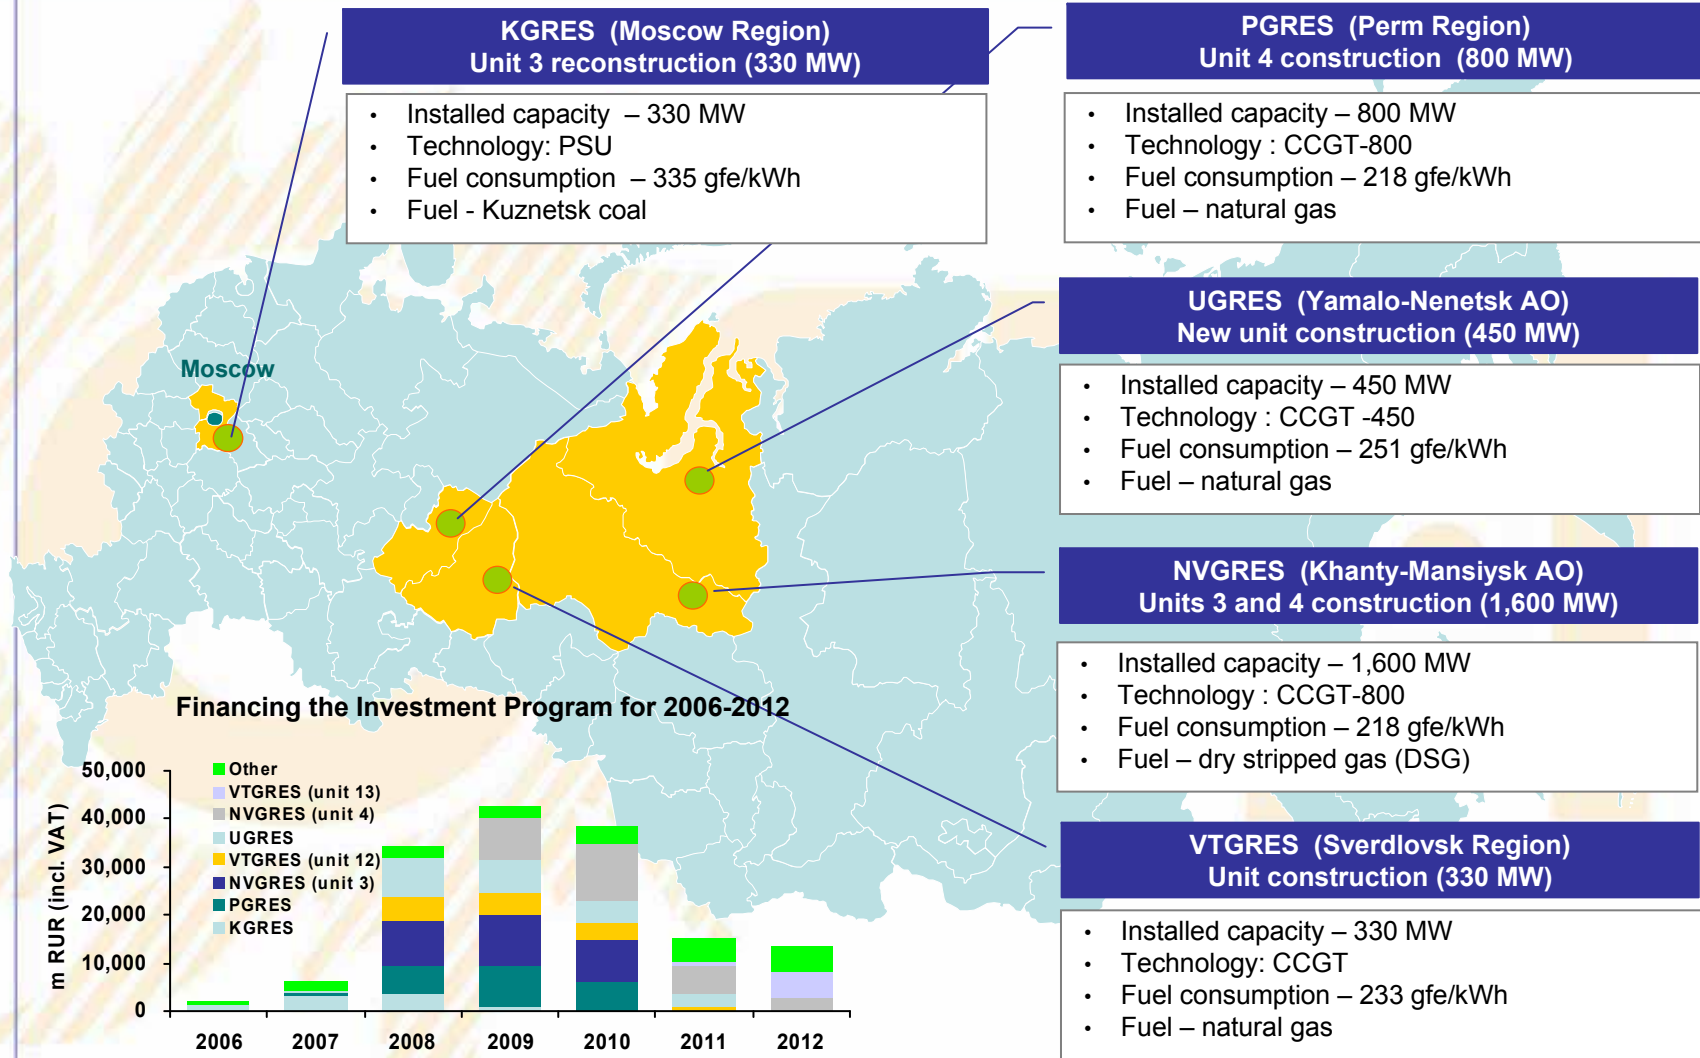 KGRES (Moscow Region)
Unit 3 reconstruction (330 MW)
• Installed capacity – 330 MW
• Technology: PSU
• Fuel consumption – 335 gfe/kWh
• Fuel - Kuznetsk coal
PGRES (Perm Region)
Unit 4 construction (800 MW)
• Installed capacity – 800 MW
• Technology : CCGT-800
• Fuel consumption – 218 gfe/kWh
• Fuel – natural gas
UGRES (Yamalo-Nenetsk AO)
New unit construction (450 MW)
• Installed capacity – 450 MW
• Technology : CCGT -450
• Fuel consumption – 251 gfe/kWh
• Fuel – natural gas
NVGRES (Khanty-Mansiysk AO)
Units 3 and 4 construction (1,600 MW)
• Installed capacity – 1,600 MW
• Technology : CCGT-800
• Fuel consumption – 218 gfe/kWh
• Fuel – dry stripped gas (DSG)
VTGRES (Sverdlovsk Region)
Unit construction (330 MW)
• Installed capacity – 330 MW
• Technology: CCGT
• Fuel consumption – 233 gfe/kWh
• Fuel – natural gas
Moscow
Financing the Investment Program for 2006-2012
m RUR (incl. VAT)
50,000
40,000
30,000
20,000
10,000
0
Other
VTGRES (unit 13)
NVGRES (unit 4)
UGRES
VTGRES (unit 12)
NVGRES (unit 3)
PGRES
KGRES
2006 2007 2008 2009 2010 2011 2012